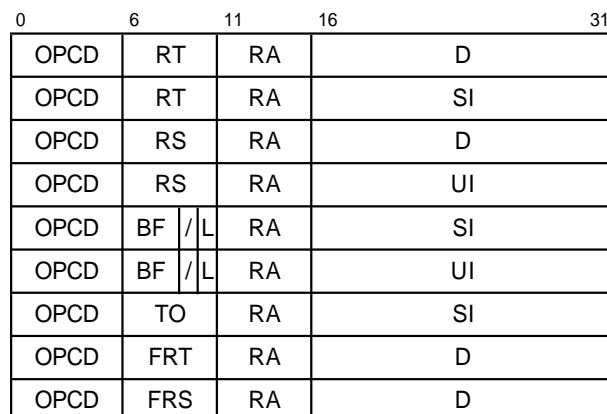 0 6 11 16 31
OPCD RT RA D
OPCD RT RA SI
OPCD RS RA D
OPCD RS RA UI
OPCD BF / L RA SI
OPCD BF / L RA UI
OPCD TO RA SI
OPCD FRT RA D
OPCD FRS RA D